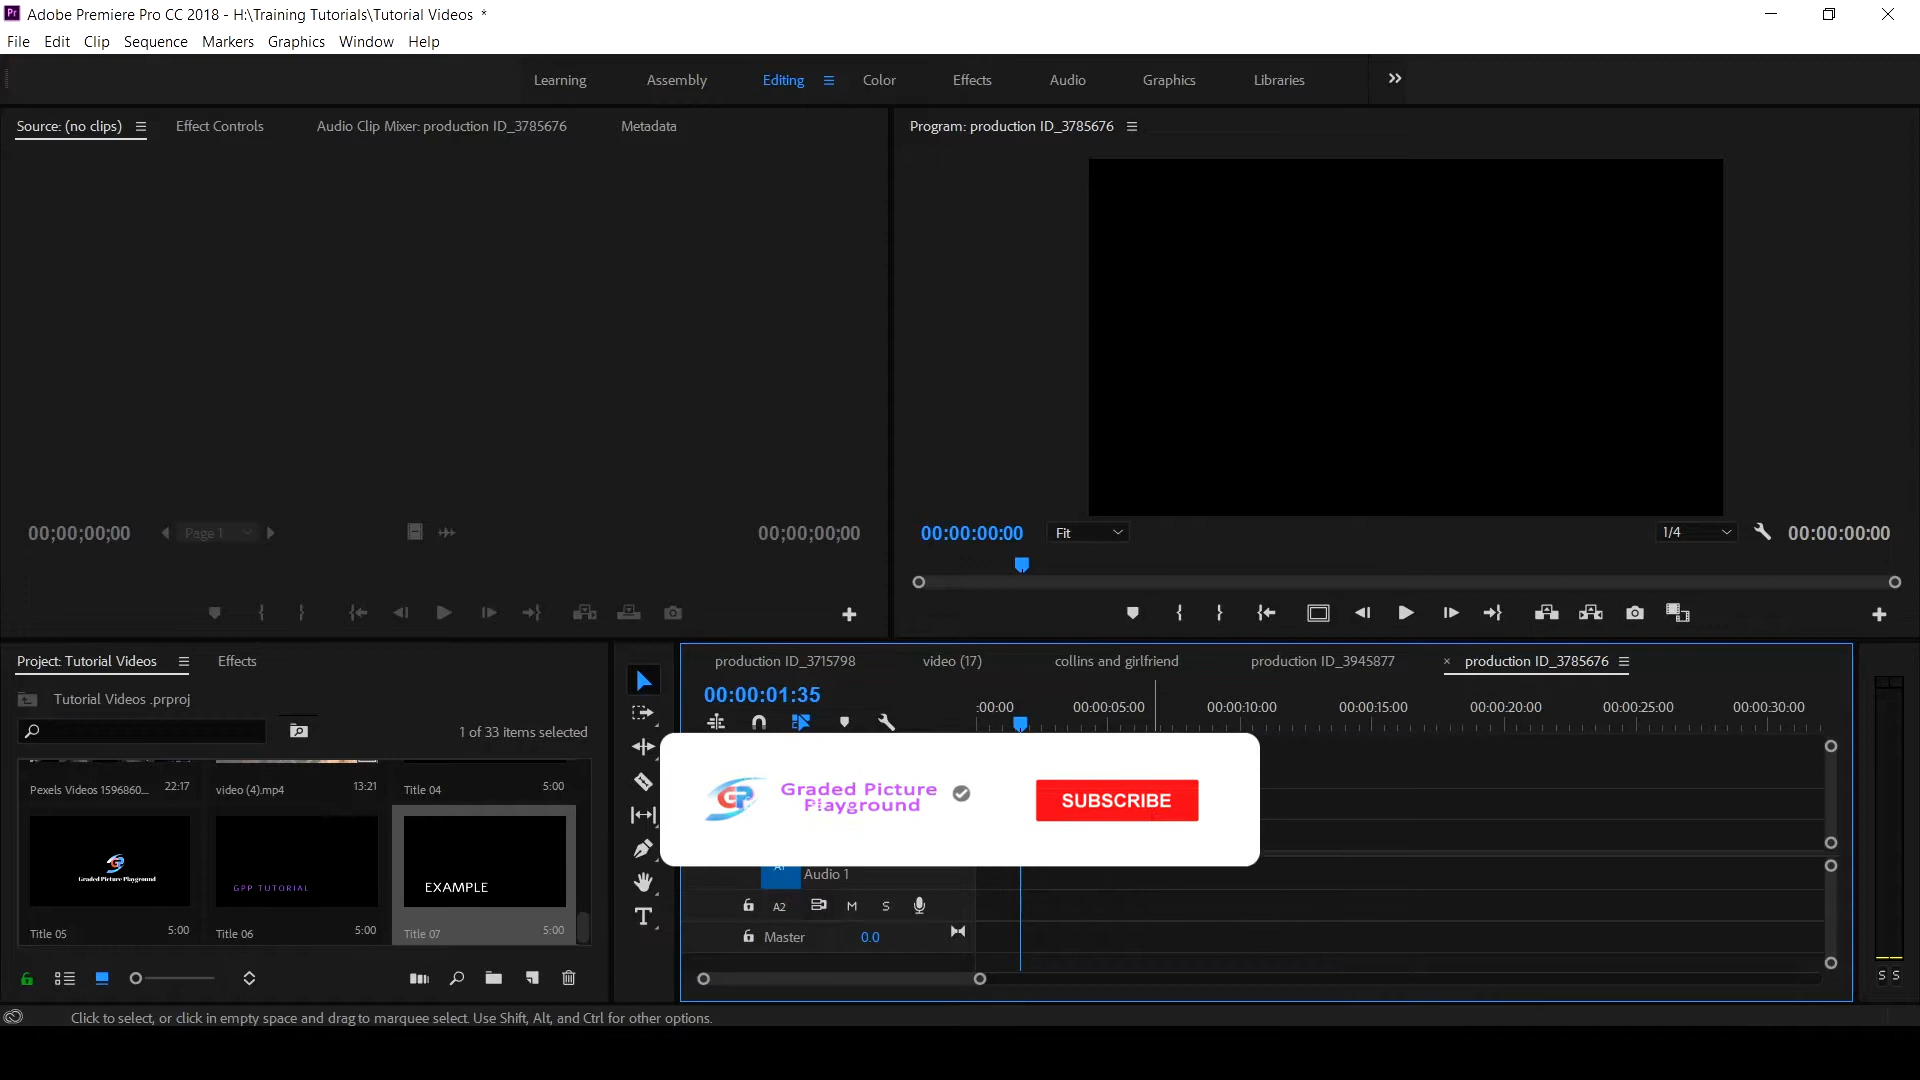 Adobe Premiere Pro CC 2018 - H:\Training Tutorials\Tutorial Videos *
File Edit Clip Sequence Markers Graphics Window Help
Learning Assembly Editing Color Effects Audio Graphics Libraries
Source: (no clips) Effect Controls Audio Clip Mixer: production ID_3785676 Metadata
Program: production ID_3785676
00;00;00;00 Page 1 00;00;00;00
00:00:00:00 Fit 1/4 00:00:00:00
Project: Tutorial Videos Effects
Tutorial Videos .prproj
1 of 33 items selected
Pexels Videos 1596860... 22:17 video (4).mp4 13:21 Title 04 5:00
Graded Picture Playground
GPP TUTORIAL
EXAMPLE
Title 05 5:00 Title 06 5:00 Title 07 5:00
production ID_3715798 video (17) collins and girlfriend production ID_3945877 × production ID_3785676
00:00:01:35
:00:00 00:00:05:00 00:00:10:00 00:00:15:00 00:00:20:00 00:00:25:00 00:00:30:00
Graded Picture
Playground
SUBSCRIBE
A1 Audio 1
A2 M S
Master 0.0
S S
Click to select, or click in empty space and drag to marquee select. Use Shift, Alt, and Ctrl for other options.